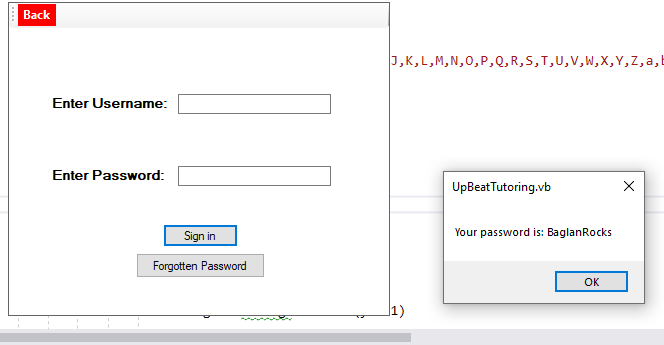 Back
J,K,L,M,N,O,P,Q,R,S,T,U,V,W,X,Y,Z,a,b
Enter Username:
Enter Password:
UpBeatTutoring.vb
Your password is: BaglanRocks
Sign in
Forgotten Password
OK
1)